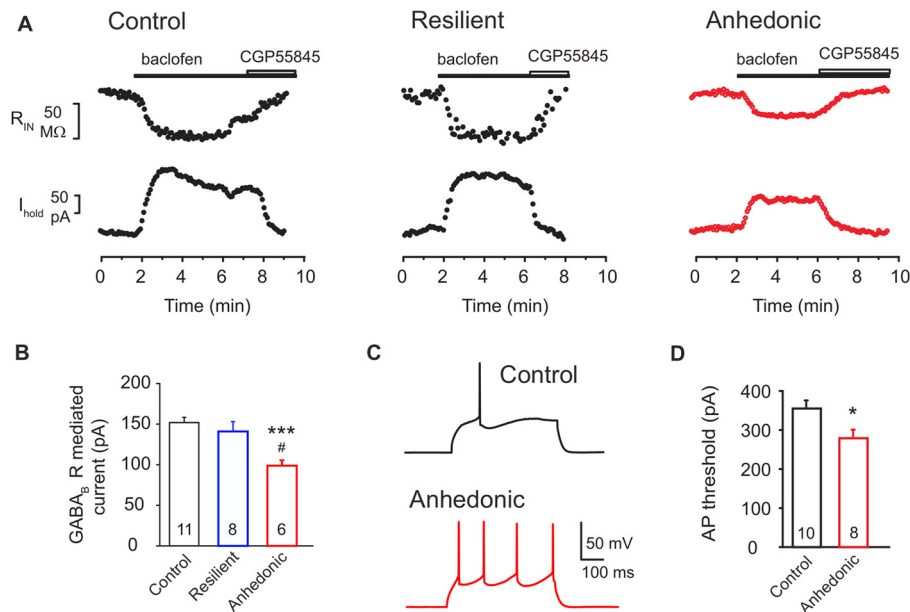 A
Control
Resilient
Anhedonic
baclofen
CGP55845
baclofen
CGP55845
baclofen
CGP55845
R_IN 50 MΩ
I_hold 50 pA
0 2 4 6 8 10
0 2 4 6 8 10
0 2 4 6 8 10
Time (min)
Time (min)
Time (min)
B
GABA_B R mediated
current (pA)
200
150
100
50
0
***
#
11
8
6
Control
Resilient
Anhedonic
C
Control
Anhedonic
50 mV
100 ms
D
AP threshold (pA)
400
300
200
100
0
*
10
8
Control
Anhedonic